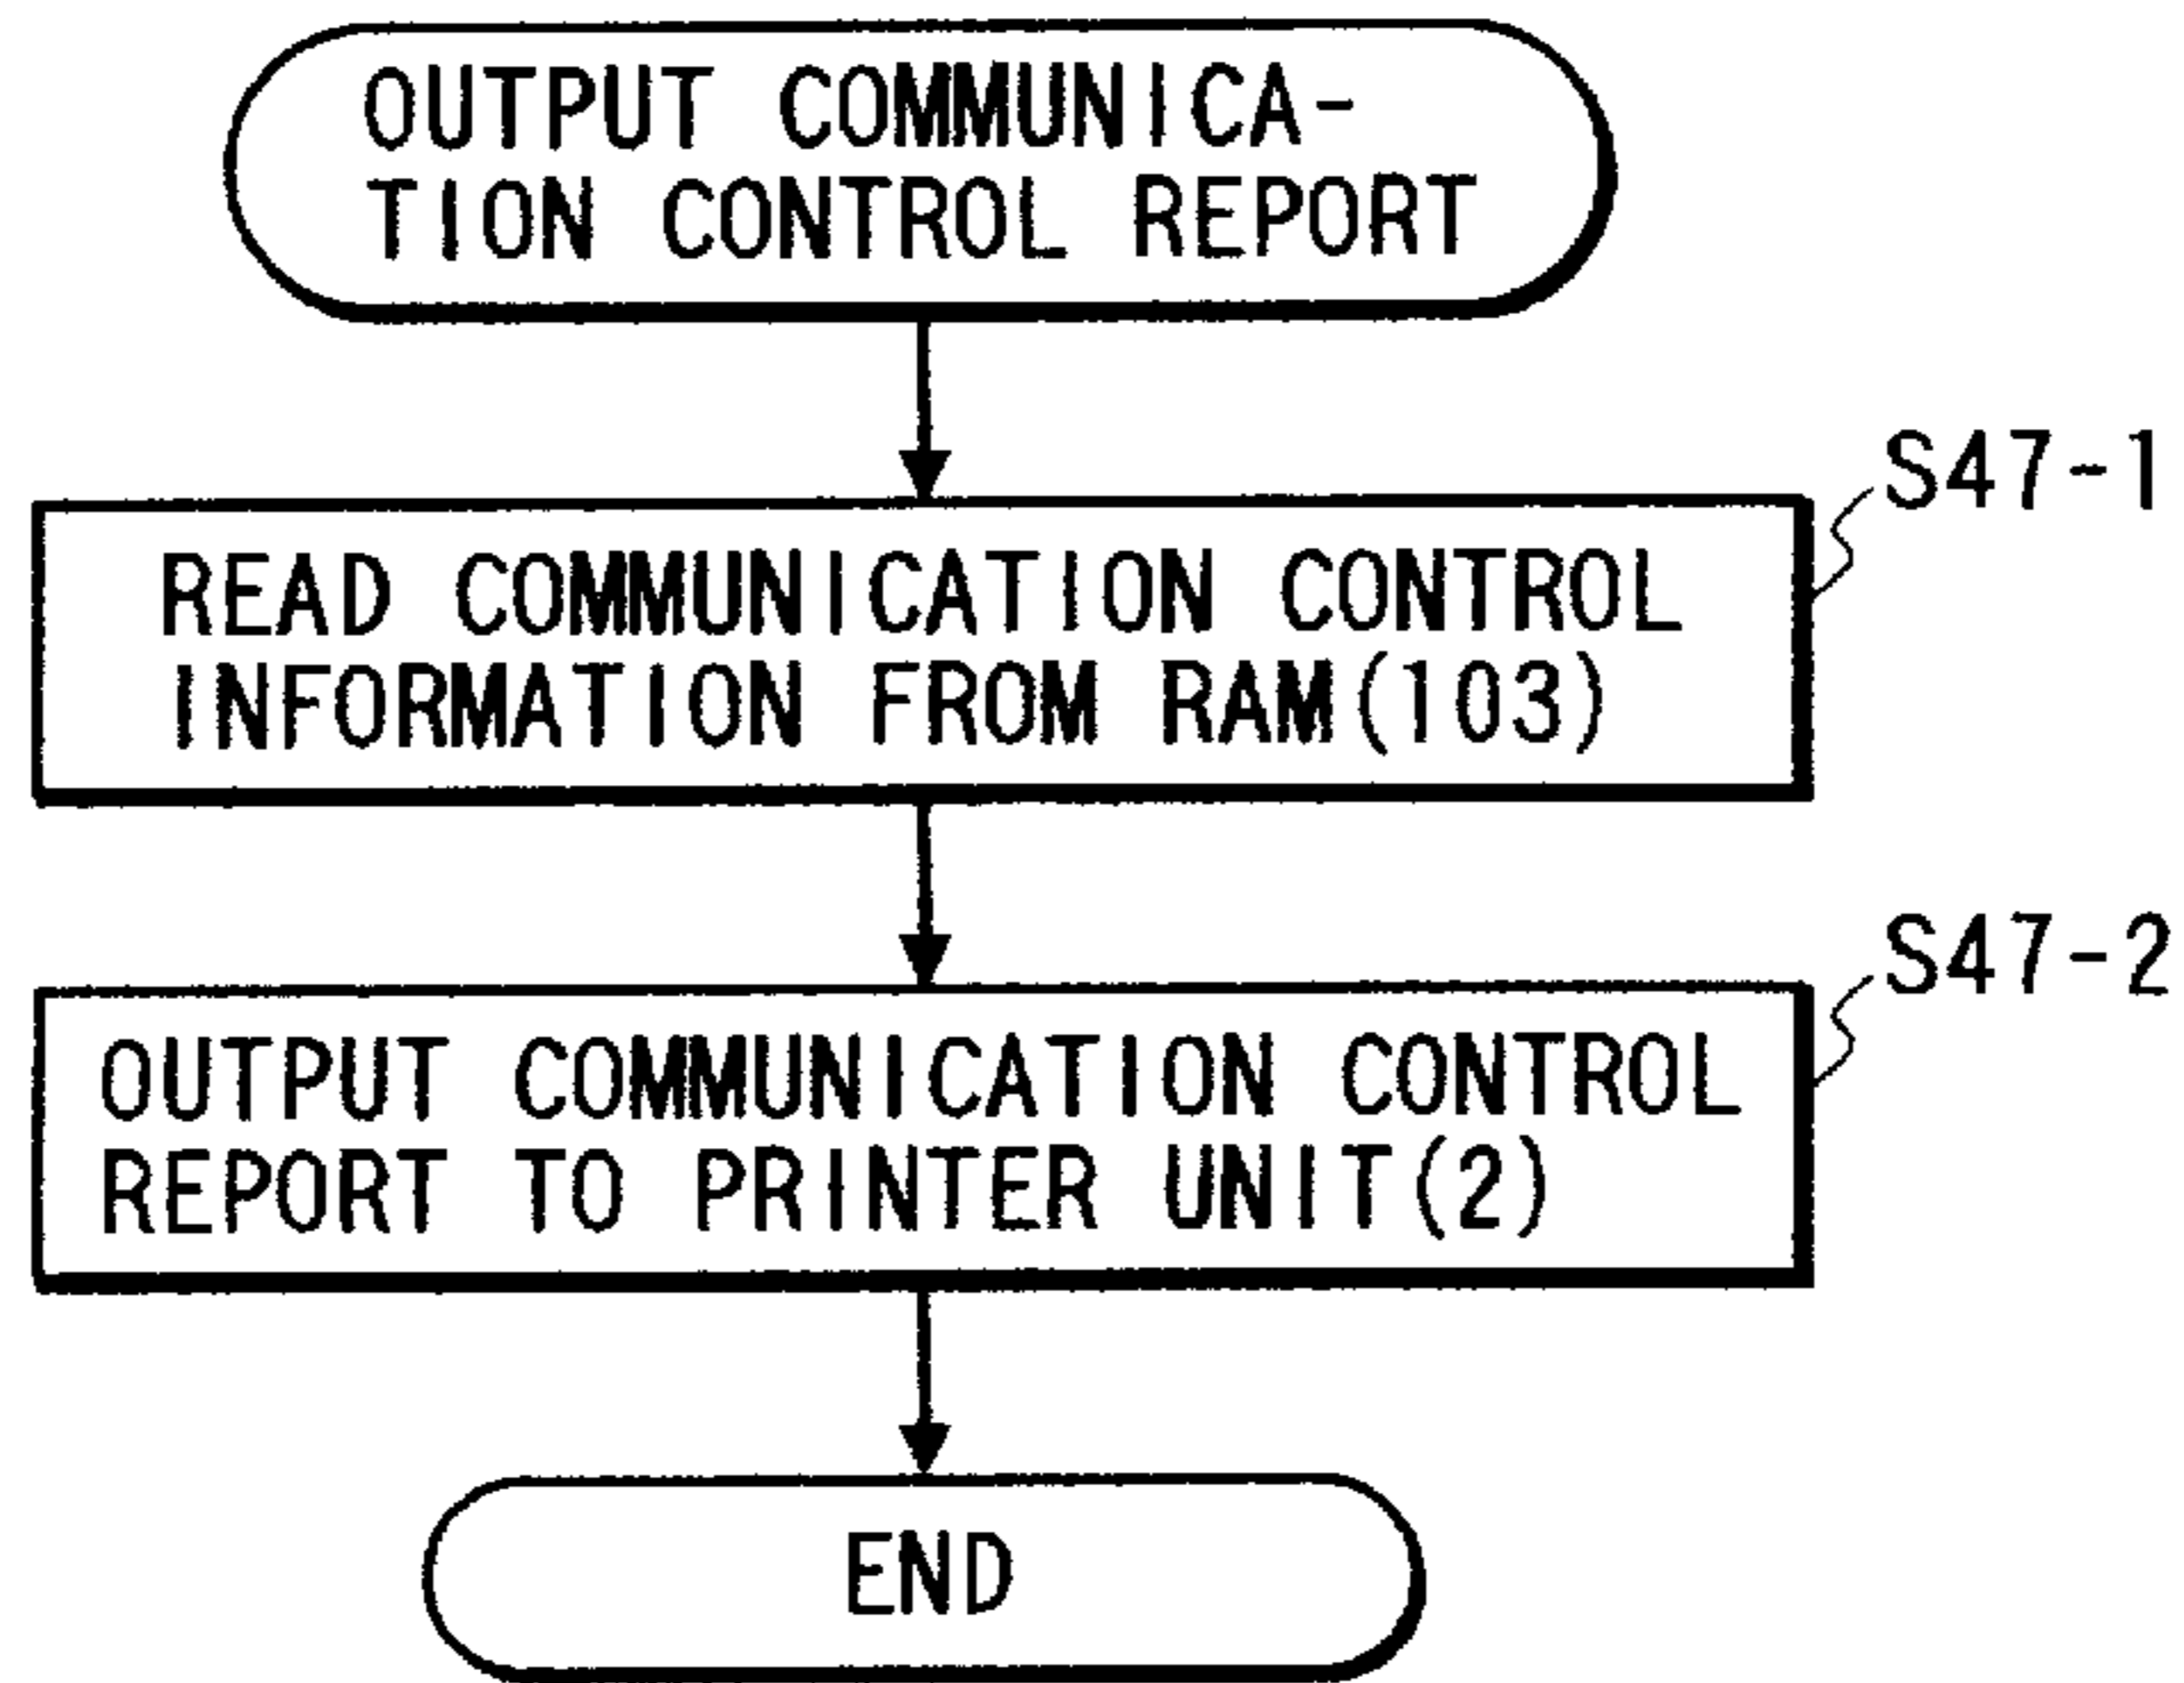 OUTPUT COMMUNICA-
TION CONTROL REPORT
S47-1
READ COMMUNICATION CONTROL
INFORMATION FROM RAM(103)
S47-2
OUTPUT COMMUNICATION CONTROL
REPORT TO PRINTER UNIT(2)
END